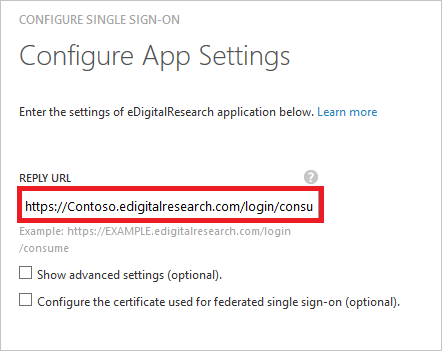 CONFIGURE SINGLE SIGN-ON
Configure App Settings
Enter the settings of eDigitalResearch application below. Learn more
REPLY URL ?
https://Contoso.edigitalresearch.com/login/consu
Example: https://EXAMPLE.edigitalresearch.com/login
/consume
Show advanced settings (optional).
Configure the certificate used for federated single sign-on (optional).